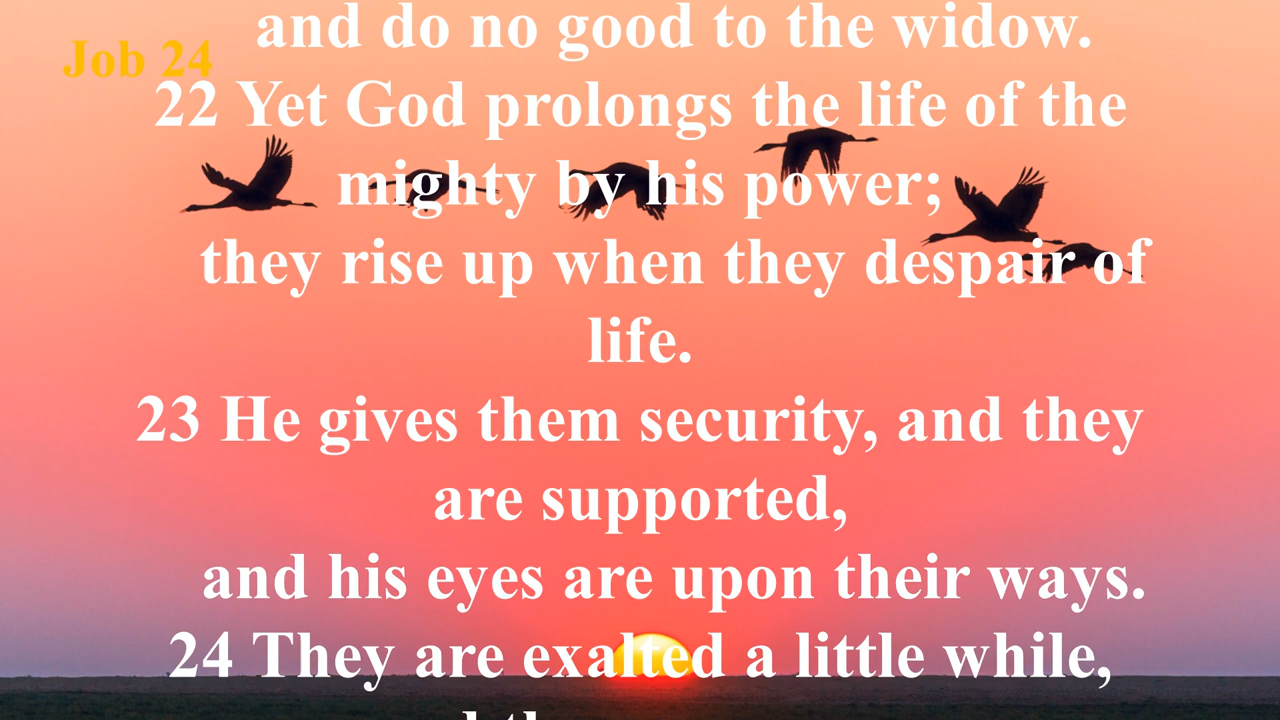 and do no good to the widow.
Job 24
22 Yet God prolongs the life of the
mighty by his power;
they rise up when they despair of
life.
23 He gives them security, and they
are supported,
and his eyes are upon their ways.
24 They are exalted a little while,